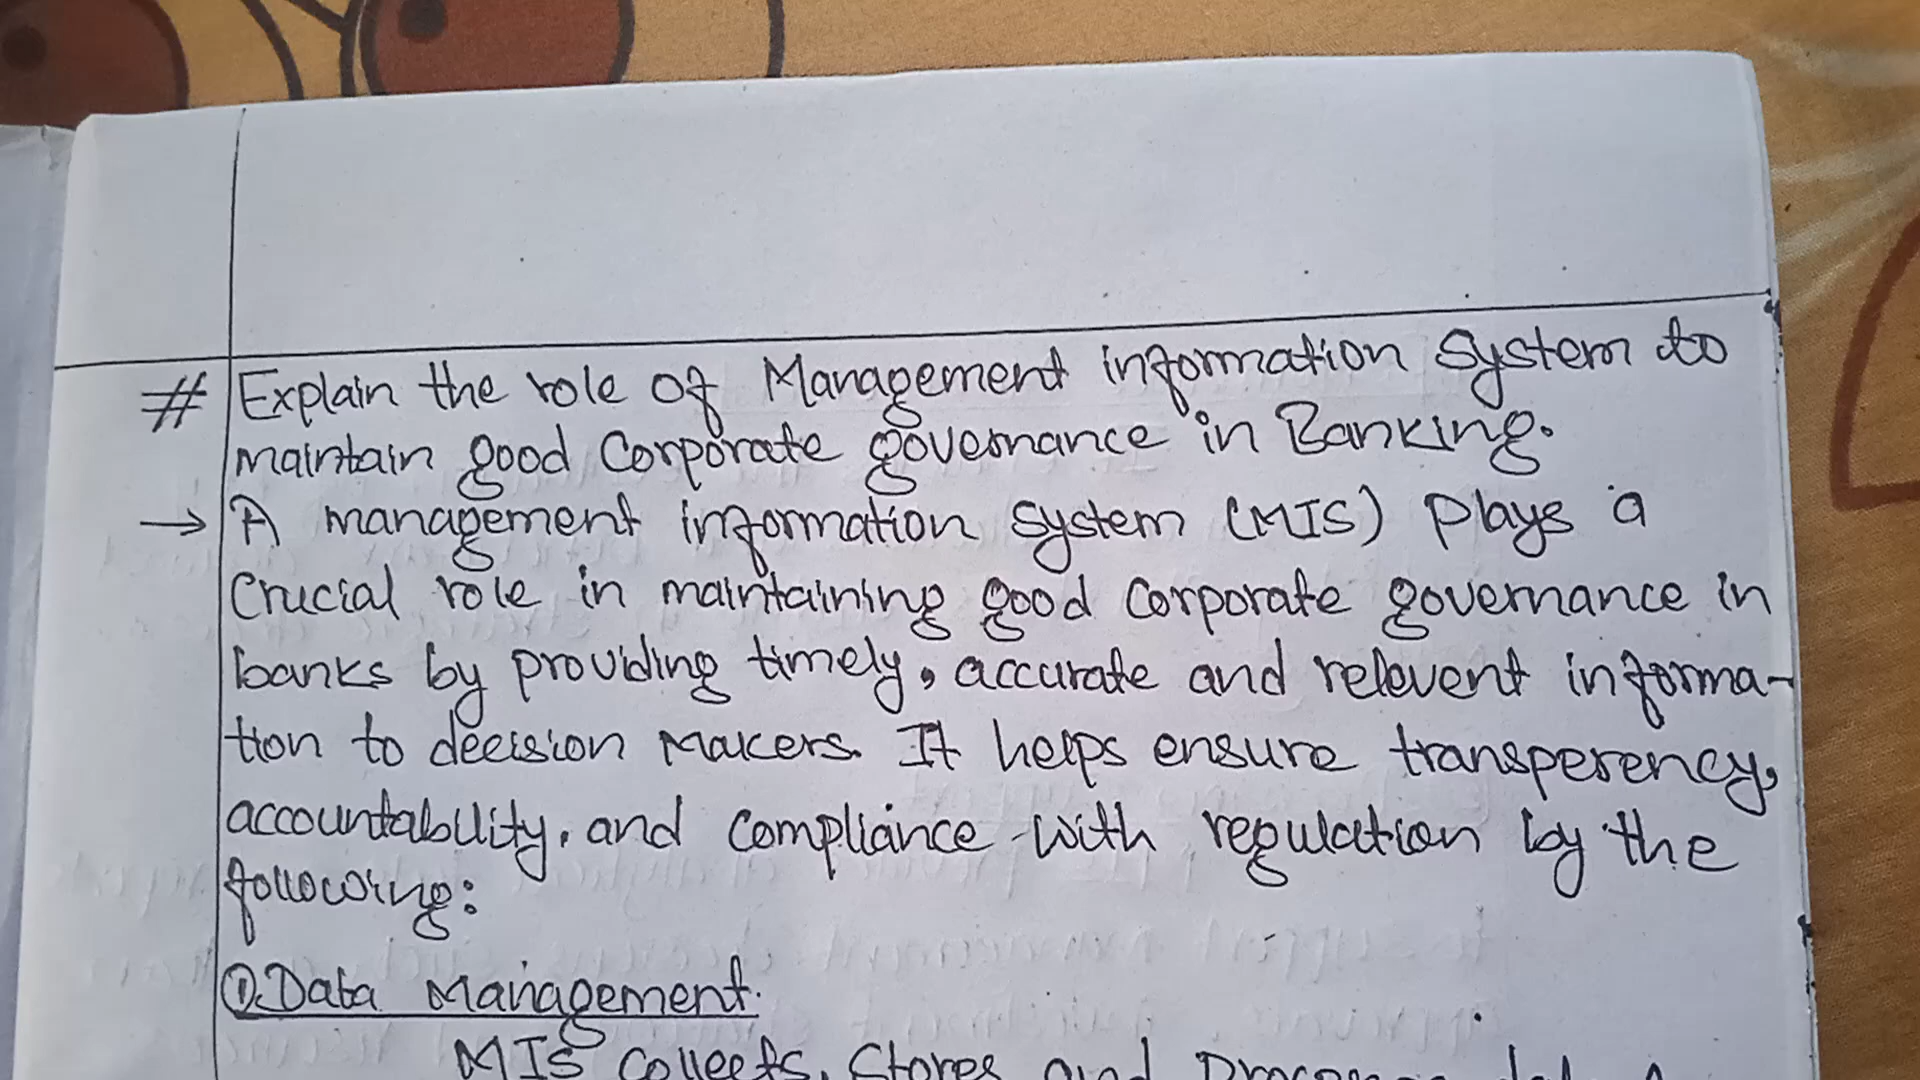 # Explain the role of Management information system to
maintain good Corporate governance in Banking.
→ A management information system (MIS) plays a
crucial role in maintaining good corporate governance in
banks by providing timely, accurate and relevent informa-
tion to decision makers. It helps ensure transperency,
accountability, and compliance with regulation by the
following:
①. Data Management.
MIS collects, stores and